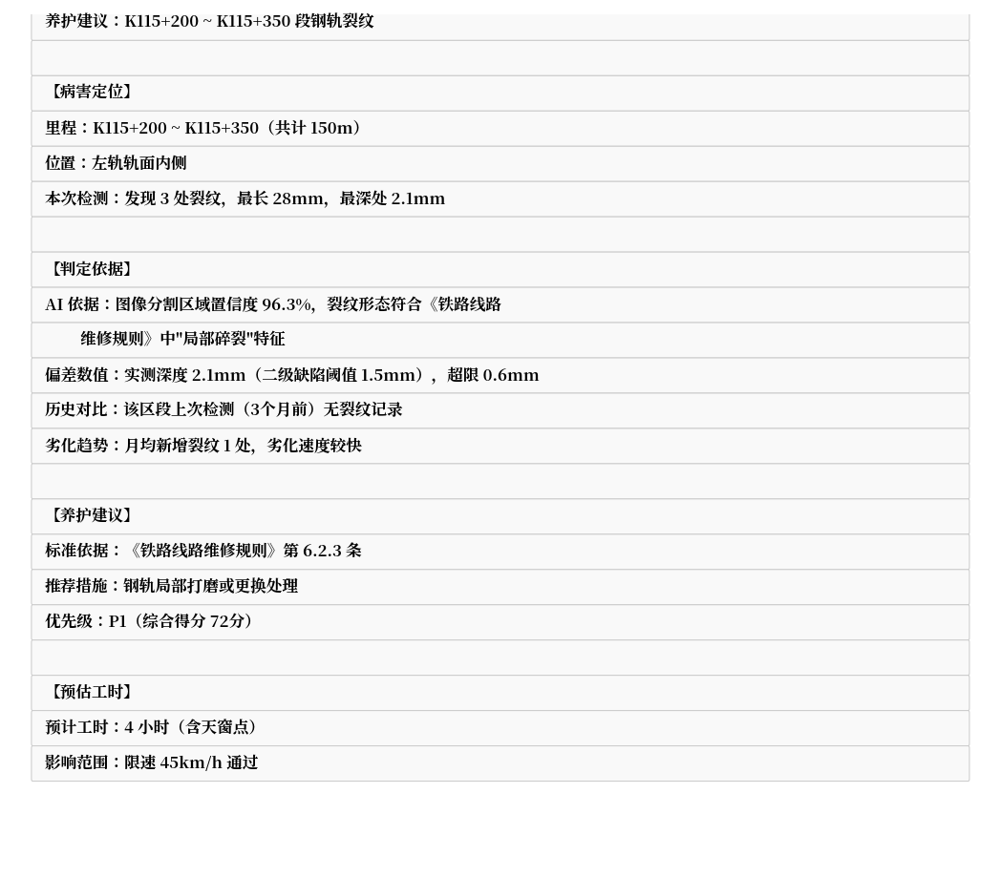 养护建议：K115+200 ~ K115+350 段钢轨裂纹
【病害定位】
里程：K115+200 ~ K115+350（共计 150m）
位置：左轨轨面内侧
本次检测：发现 3 处裂纹，最长 28mm，最深处 2.1mm
【判定依据】
AI 依据：图像分割区域置信度 96.3%，裂纹形态符合《铁路线路
维修规则》中"局部碎裂"特征
偏差数值：实测深度 2.1mm（二级缺陷阈值 1.5mm），超限 0.6mm
历史对比：该区段上次检测（3个月前）无裂纹记录
劣化趋势：月均新增裂纹 1 处，劣化速度较快
【养护建议】
标准依据：《铁路线路维修规则》第 6.2.3 条
推荐措施：钢轨局部打磨或更换处理
优先级：P1（综合得分 72分）
【预估工时】
预计工时：4 小时（含天窗点）
影响范围：限速 45km/h 通过